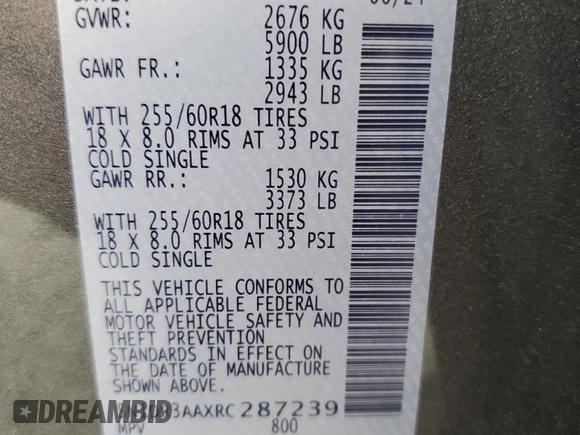 GVWR: 2676 KG
5900 LB
GAWR FR.: 1335 KG
2943 LB
WITH 255/60R18 TIRES
18 X 8.0 RIMS AT 33 PSI
COLD SINGLE
GAWR RR.: 1530 KG
3373 LB
WITH 255/60R18 TIRES
18 X 8.0 RIMS AT 33 PSI
COLD SINGLE
THIS VEHICLE CONFORMS TO
ALL APPLICABLE FEDERAL
MOTOR VEHICLE SAFETY AND
THEFT PREVENTION
STANDARDS IN EFFECT ON
THE DATE OF MANUFACTURE
SHOWN ABOVE.
3AAXRC287239
MPV 800
DREAMBID